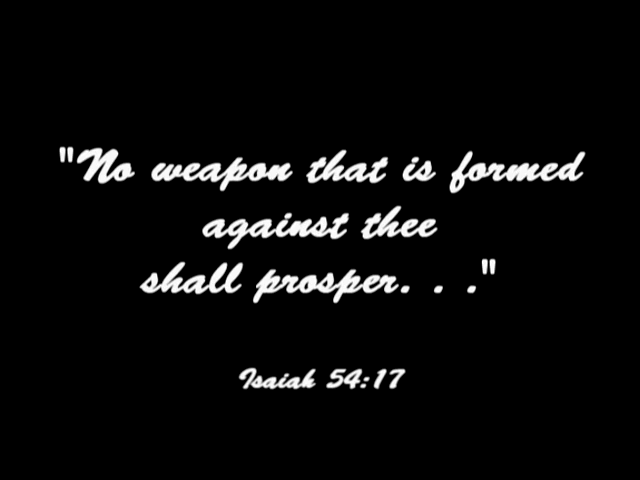 "No weapon that is formed
against thee
shall prosper. . ."
Isaiah 54:17